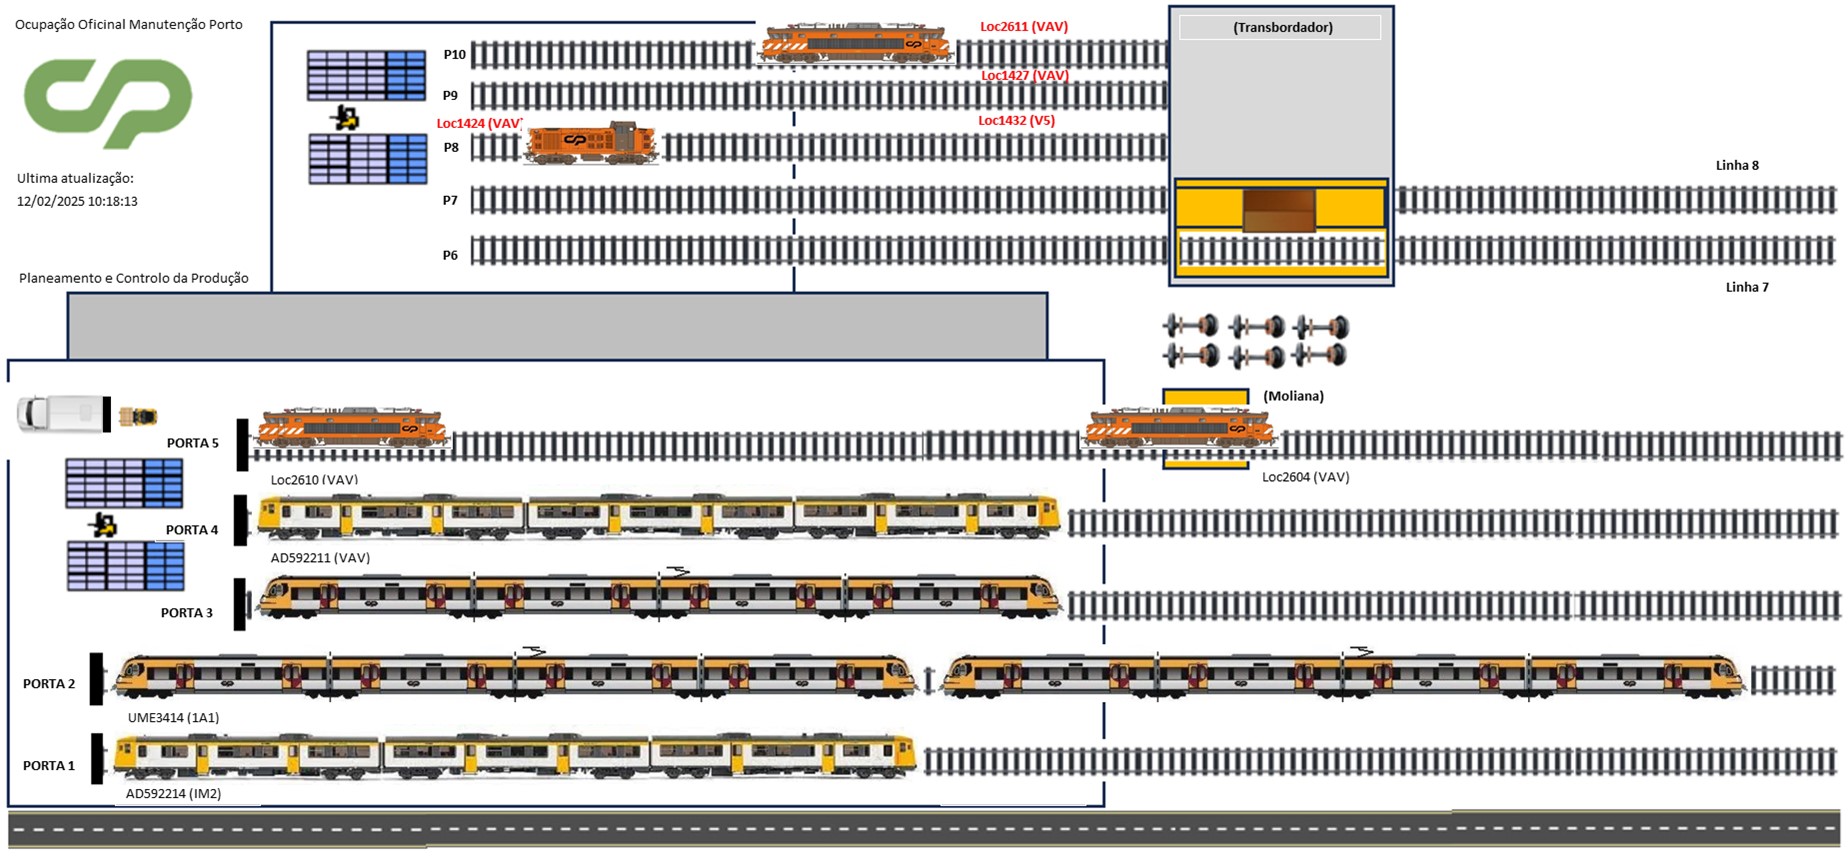 Ocupação Oficinal Manutenção Porto
Loc2611 (VAV)
(Transbordador)
P10
Loc1427 (VAV)
P9
Loc1424 (VAV)
Loc1432 (V5)
P8
Linha 8
Ultima atualização:
12/02/2025 10:18:13
P7
P6
Planeamento e Controlo da Produção
Linha 7
(Moliana)
PORTA 5
Loc2610 (VAV)
Loc2604 (VAV)
PORTA 4
AD592211 (VAV)
PORTA 3
PORTA 2
UME3414 (1A1)
PORTA 1
AD592214 (IM2)